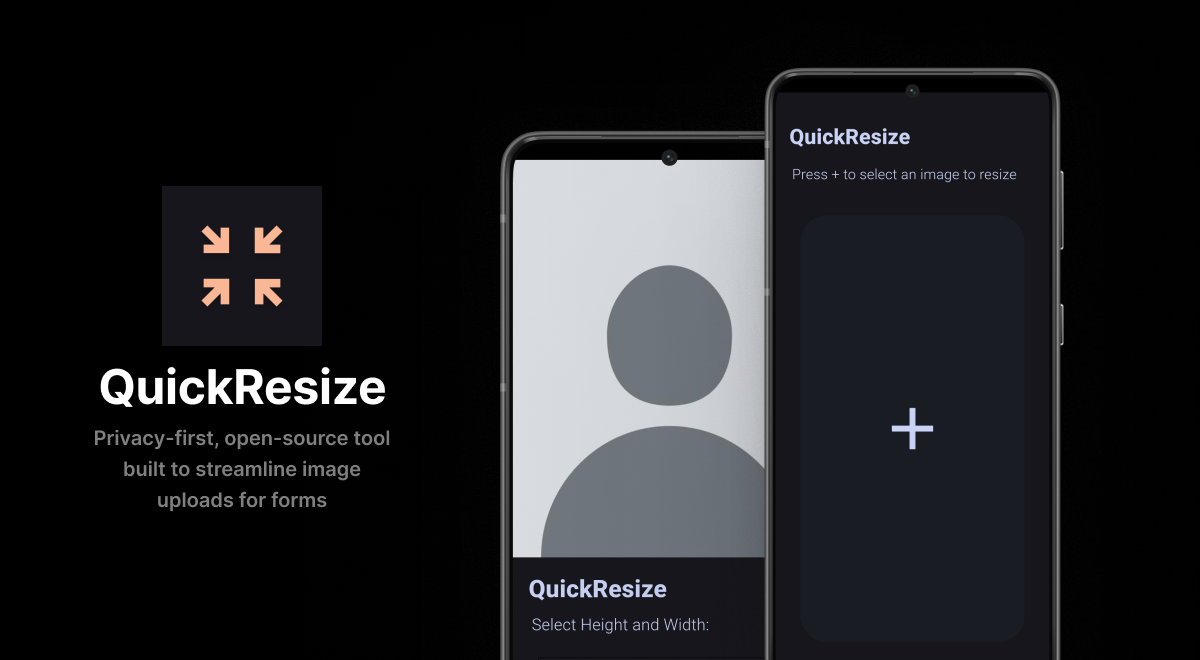 QuickResize
Privacy-first, open-source tool
built to streamline image
uploads for forms
QuickResize
Select Height and Width:
QuickResize
Press + to select an image to resize
+